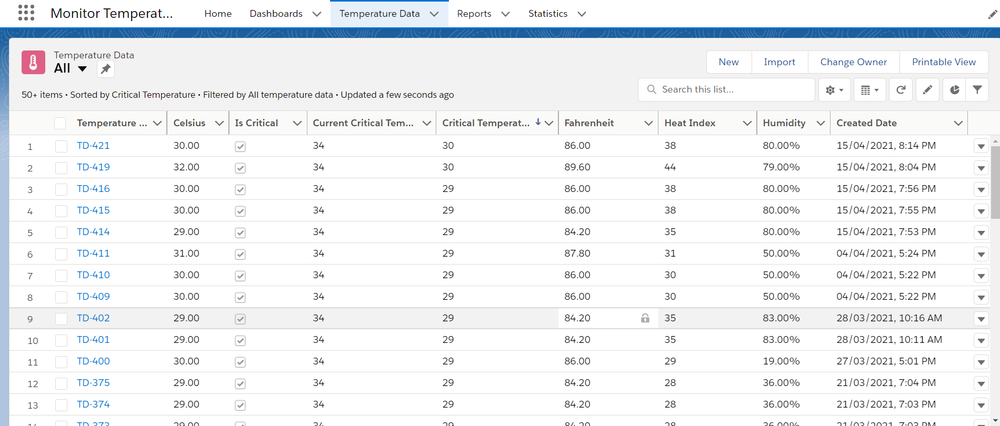 Monitor Temperat... Home Dashboards Temperature Data Reports Statistics
Temperature Data
All
New Import Change Owner Printable View
50+ items • Sorted by Critical Temperature • Filtered by All temperature data • Updated a few seconds ago
Search this list...
Temperature ... Celsius Is Critical Current Critical Tem... Critical Temperat... Fahrenheit Heat Index Humidity Created Date
1 TD-421 30.00 34 30 86.00 38 80.00% 15/04/2021, 8:14 PM
2 TD-419 32.00 34 30 89.60 44 79.00% 15/04/2021, 8:04 PM
3 TD-416 30.00 34 29 86.00 38 80.00% 15/04/2021, 7:56 PM
4 TD-415 30.00 34 29 86.00 38 80.00% 15/04/2021, 7:55 PM
5 TD-414 29.00 34 29 84.20 35 80.00% 15/04/2021, 7:53 PM
6 TD-411 31.00 34 29 87.80 31 50.00% 04/04/2021, 5:24 PM
7 TD-410 30.00 34 29 86.00 30 50.00% 04/04/2021, 5:22 PM
8 TD-409 30.00 34 29 86.00 30 50.00% 04/04/2021, 5:22 PM
9 TD-402 29.00 34 29 84.20 35 83.00% 28/03/2021, 10:16 AM
10 TD-401 29.00 34 29 84.20 35 83.00% 28/03/2021, 10:11 AM
11 TD-400 30.00 34 29 86.00 29 19.00% 27/03/2021, 5:01 PM
12 TD-375 29.00 34 29 84.20 28 36.00% 21/03/2021, 7:04 PM
13 TD-374 29.00 34 29 84.20 28 36.00% 21/03/2021, 7:03 PM
14 TD-373 29.00 34 29 84.20 28 36.00% 21/03/2021, 7:03 PM